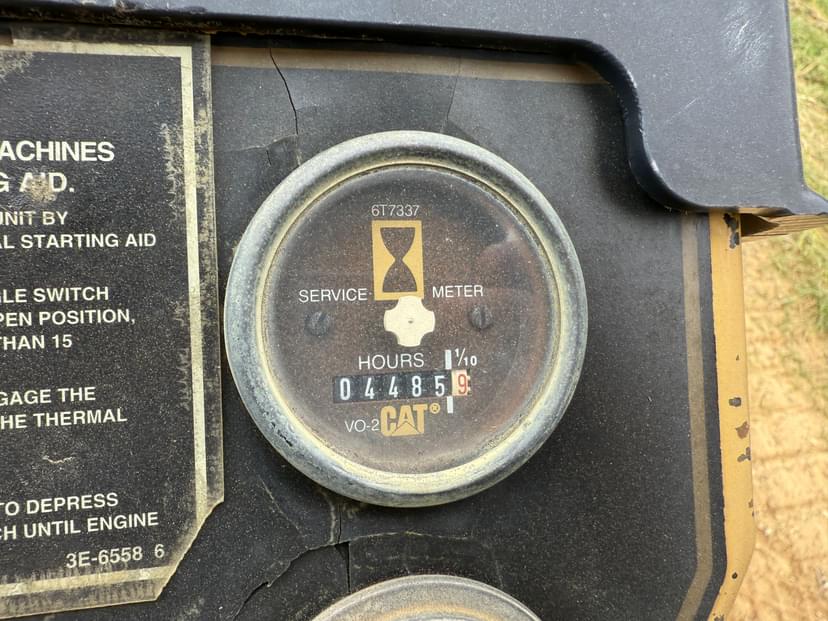 ACHINES
G AID.
UNIT BY
AL STARTING AID
GLE SWITCH
PEN POSITION,
THAN 15
GAGE THE
HE THERMAL
TO DEPRESS
CH UNTIL ENGINE
3E-6558 6
6T7337
SERVICE METER
HOURS 1/10
044859
VO-2 CAT®